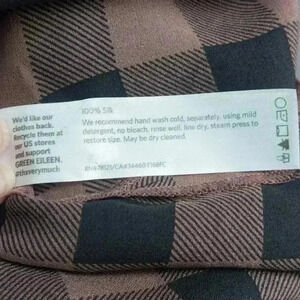 We'd like our
clothes back.
Recycle them at
our US stores
and support
GREEN EILEEN.
100% Silk
We recommend hand wash cold, separately, using mild
detergent, no bleach, rinse well, line dry, steam press to
restore size. May be dry cleaned.